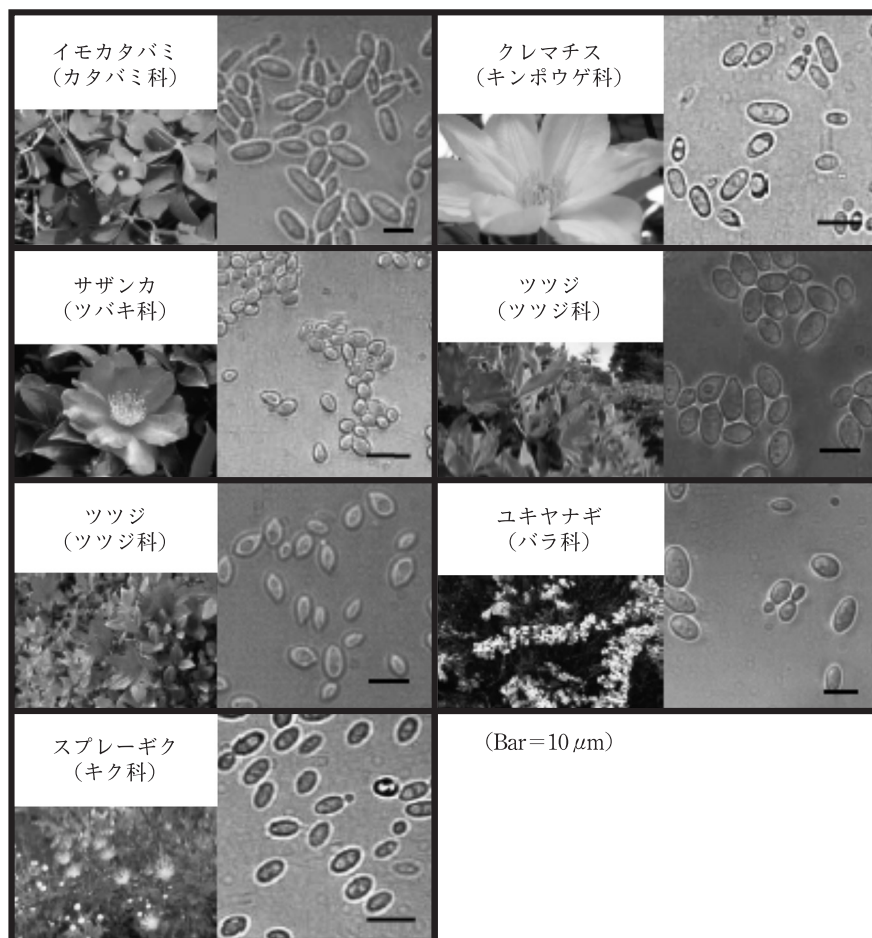 イモカタバミ
（カタバミ科）
クレマチス
（キンポウゲ科）
サザンカ
（ツバキ科）
ツツジ
（ツツジ科）
ツツジ
（ツツジ科）
ユキヤナギ
（バラ科）
スプレーギク
（キク科）
(Bar＝10 μm)